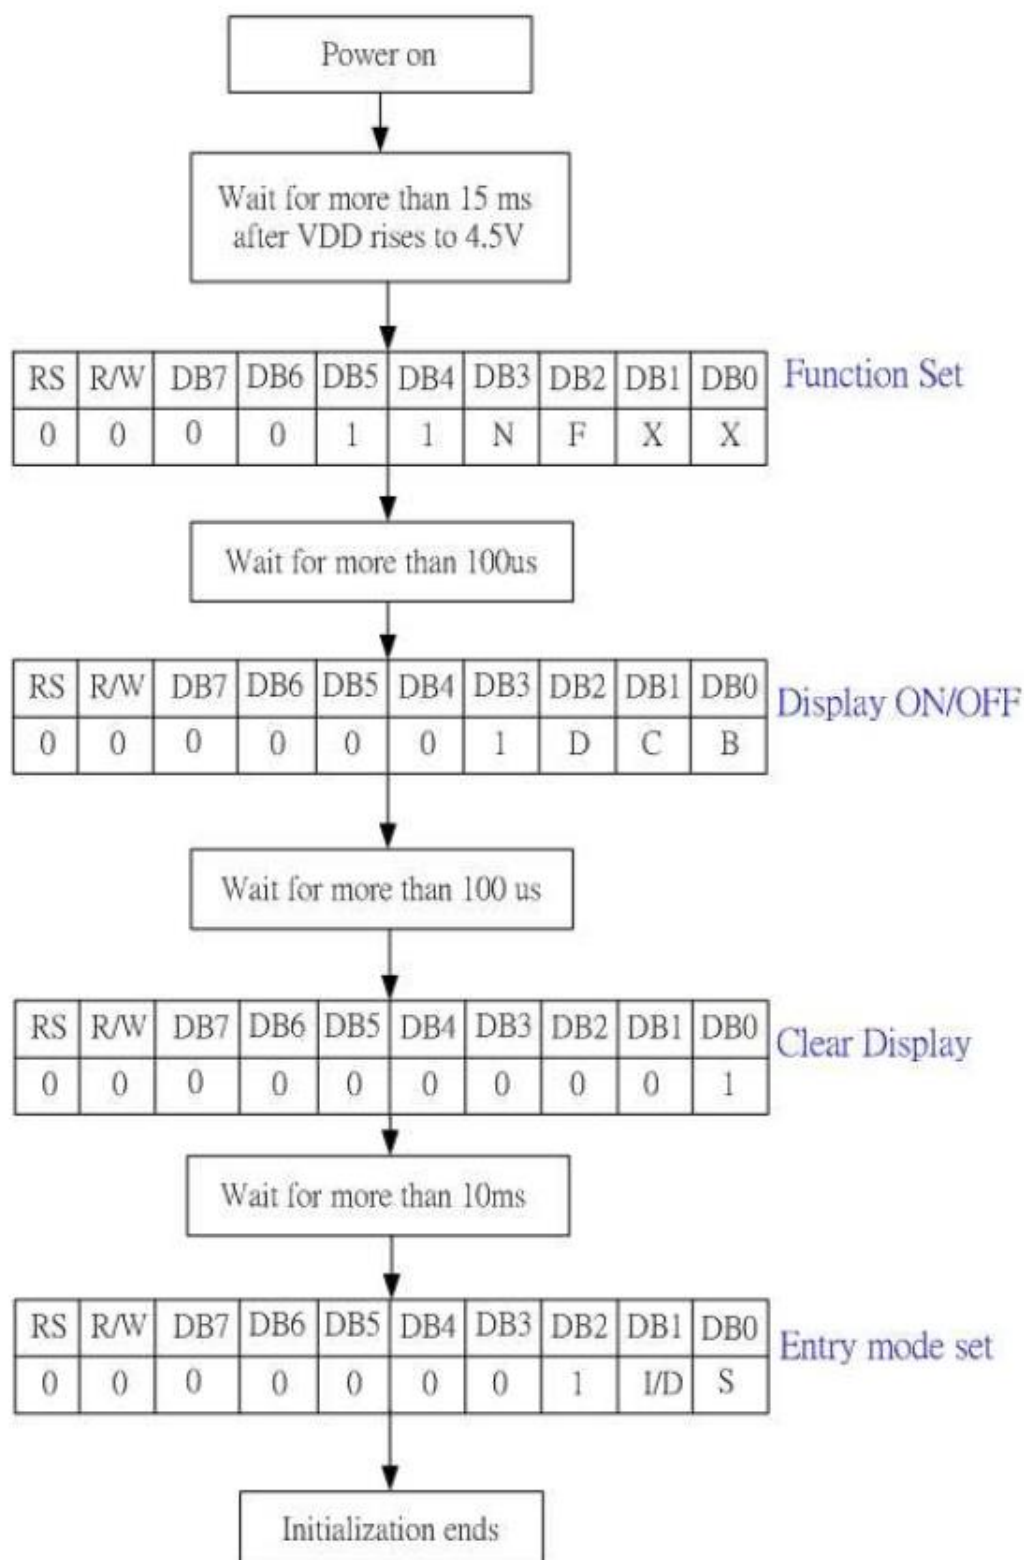 Power on
Wait for more than 15 ms
after VDD rises to 4.5V
RS R/W DB7 DB6 DB5 DB4 DB3 DB2 DB1 DB0
0 0 0 0 1 1 N F X X
Function Set
Wait for more than 100us
RS R/W DB7 DB6 DB5 DB4 DB3 DB2 DB1 DB0
0 0 0 0 0 0 1 D C B
Display ON/OFF
Wait for more than 100 us
RS R/W DB7 DB6 DB5 DB4 DB3 DB2 DB1 DB0
0 0 0 0 0 0 0 0 0 1
Clear Display
Wait for more than 10ms
RS R/W DB7 DB6 DB5 DB4 DB3 DB2 DB1 DB0
0 0 0 0 0 0 0 1 I/D S
Entry mode set
Initialization ends